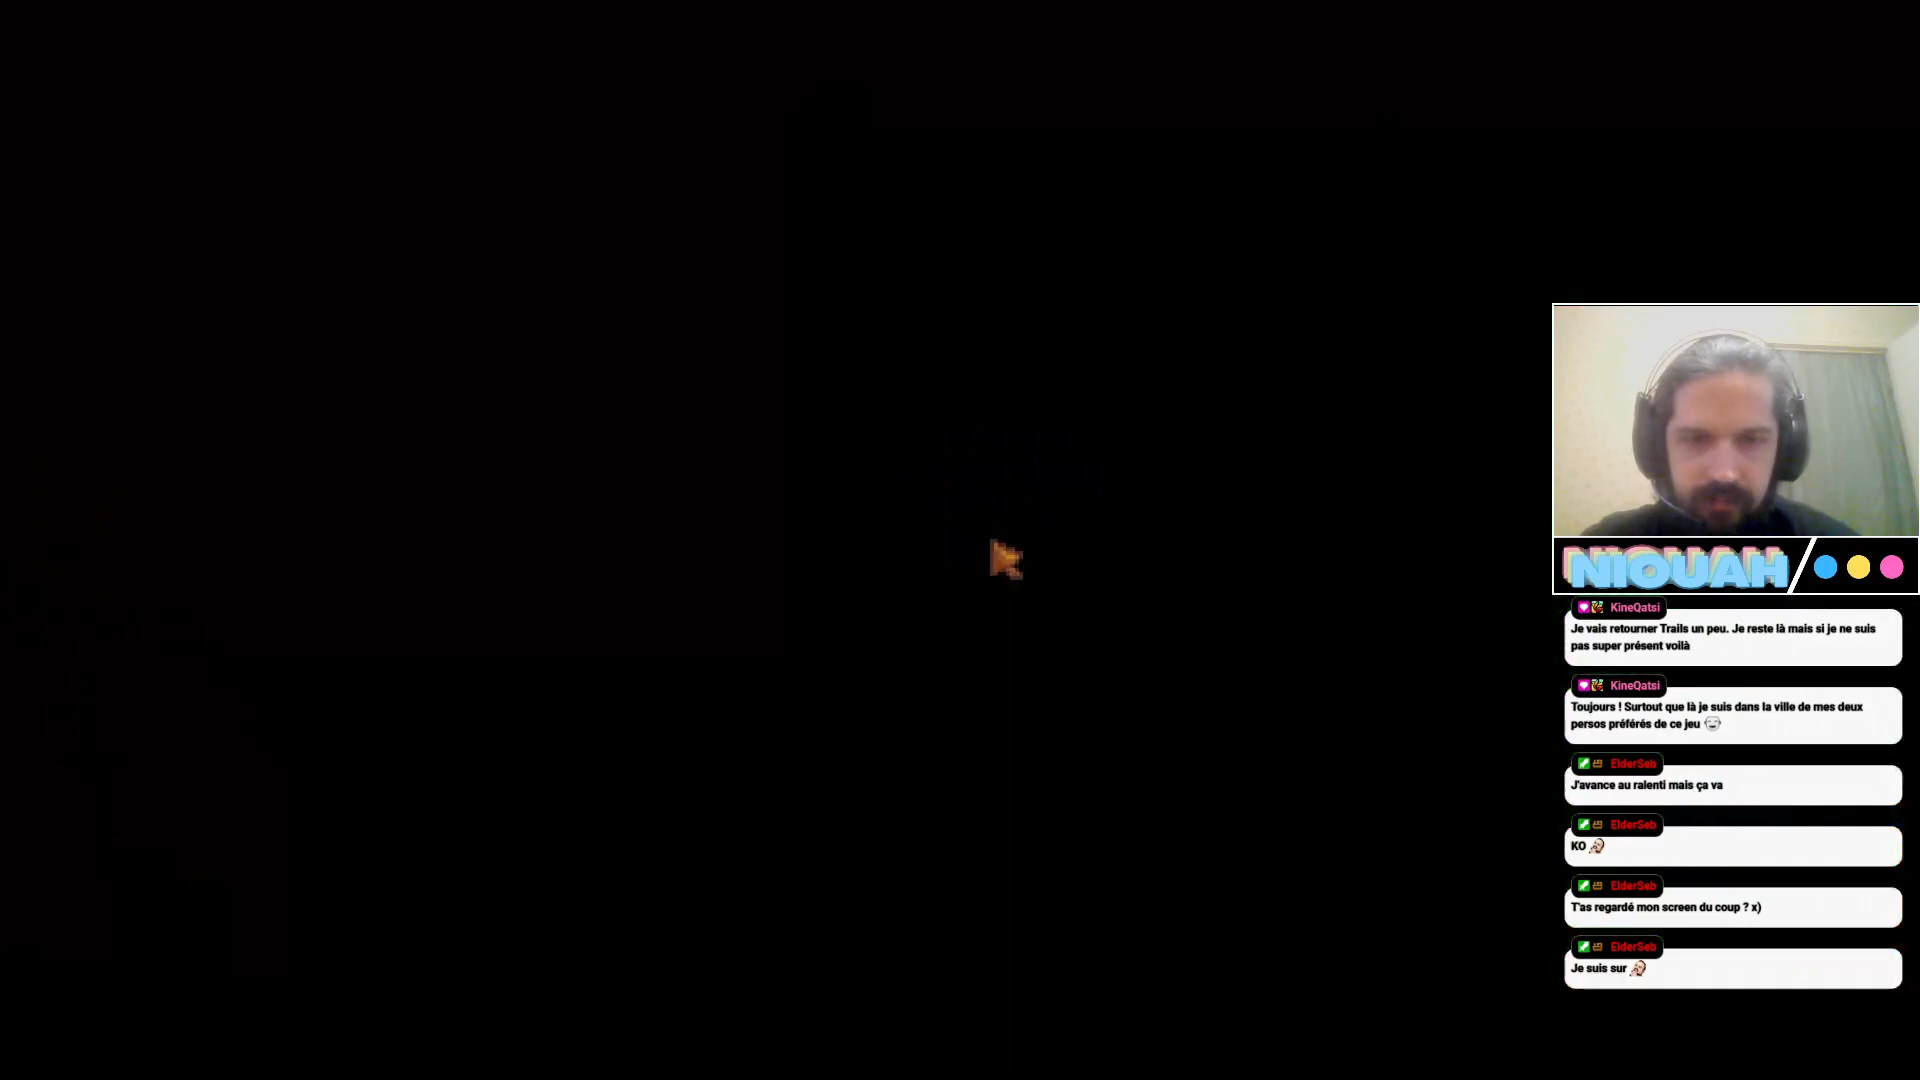 NIOUAH
KineQatsi
Je vais retourner Trails un peu. Je reste là mais si je ne suis
pas super présent voilà
KineQatsi
Toujours ! Surtout que là je suis dans la ville de mes deux
persos préférés de ce jeu
ElderSeb
J'avance au ralenti mais ça va
ElderSeb
KO
ElderSeb
T'as regardé mon screen du coup ? x)
ElderSeb
Je suis sur